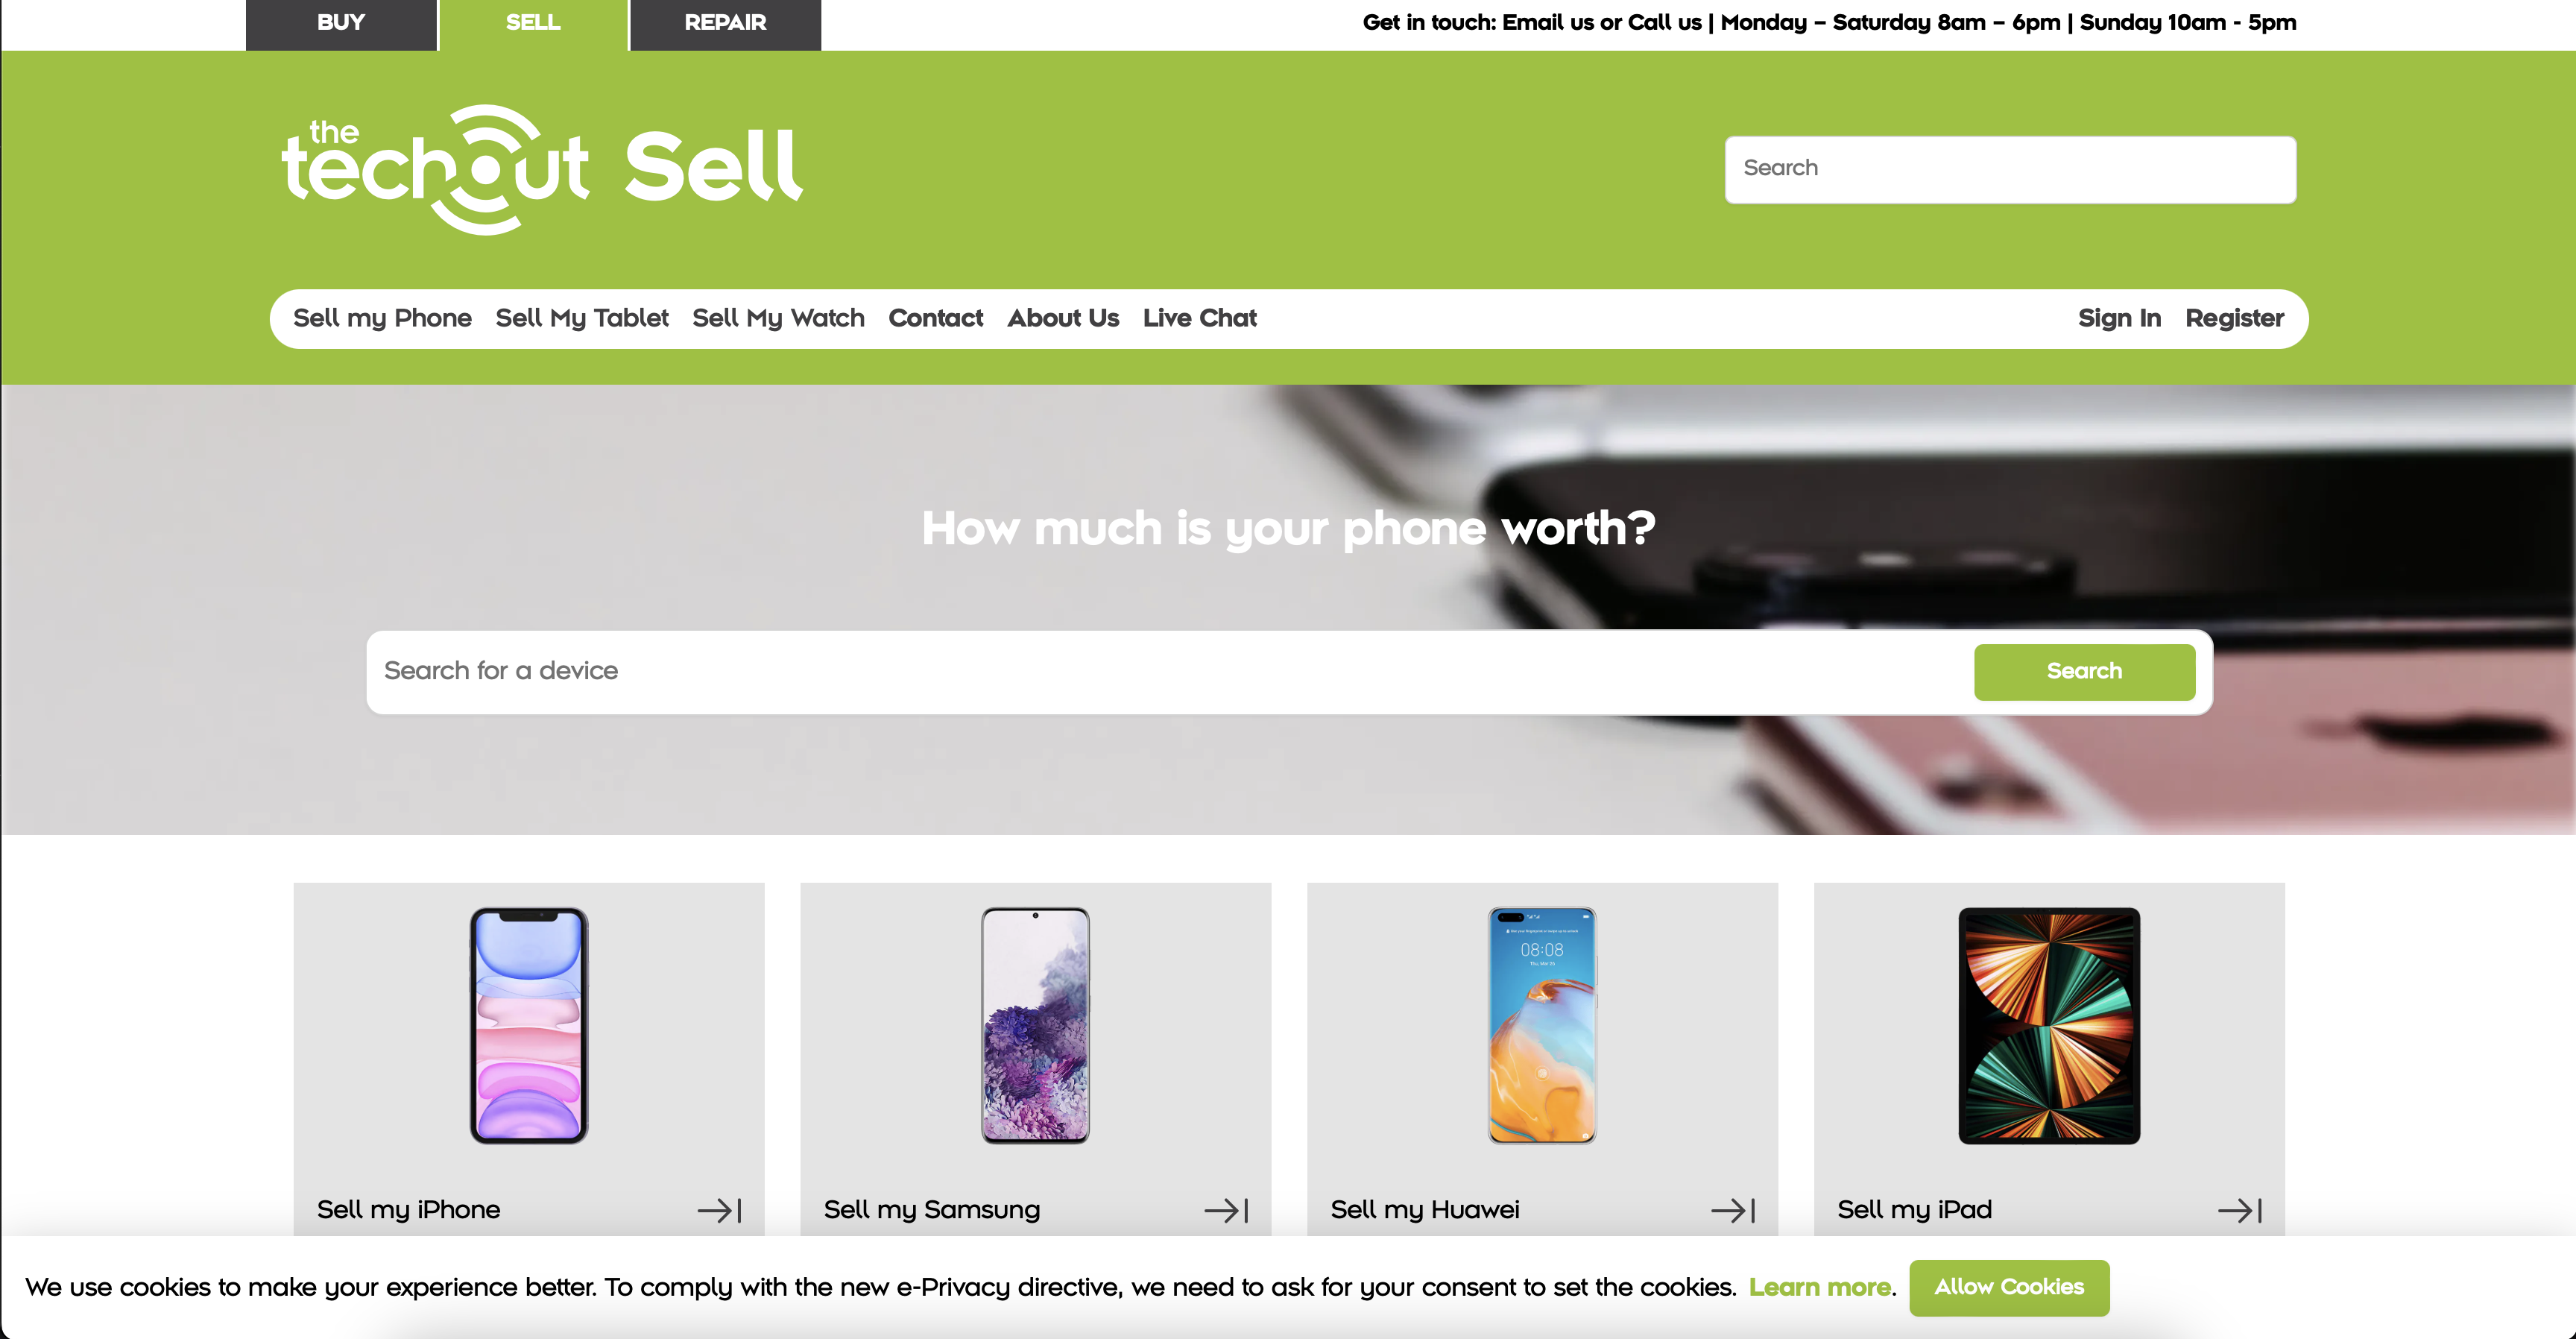 BUY SELL REPAIR Get in touch: Email us or Call us | Monday – Saturday 8am – 6pm | Sunday 10am - 5pm
the techout Sell
Search
Sell my Phone Sell My Tablet Sell My Watch Contact About Us Live Chat Sign In Register
How much is your phone worth?
Search for a device Search
08:08
Sell my iPhone Sell my Samsung Sell my Huawei Sell my iPad
We use cookies to make your experience better. To comply with the new e-Privacy directive, we need to ask for your consent to set the cookies. Learn more. Allow Cookies